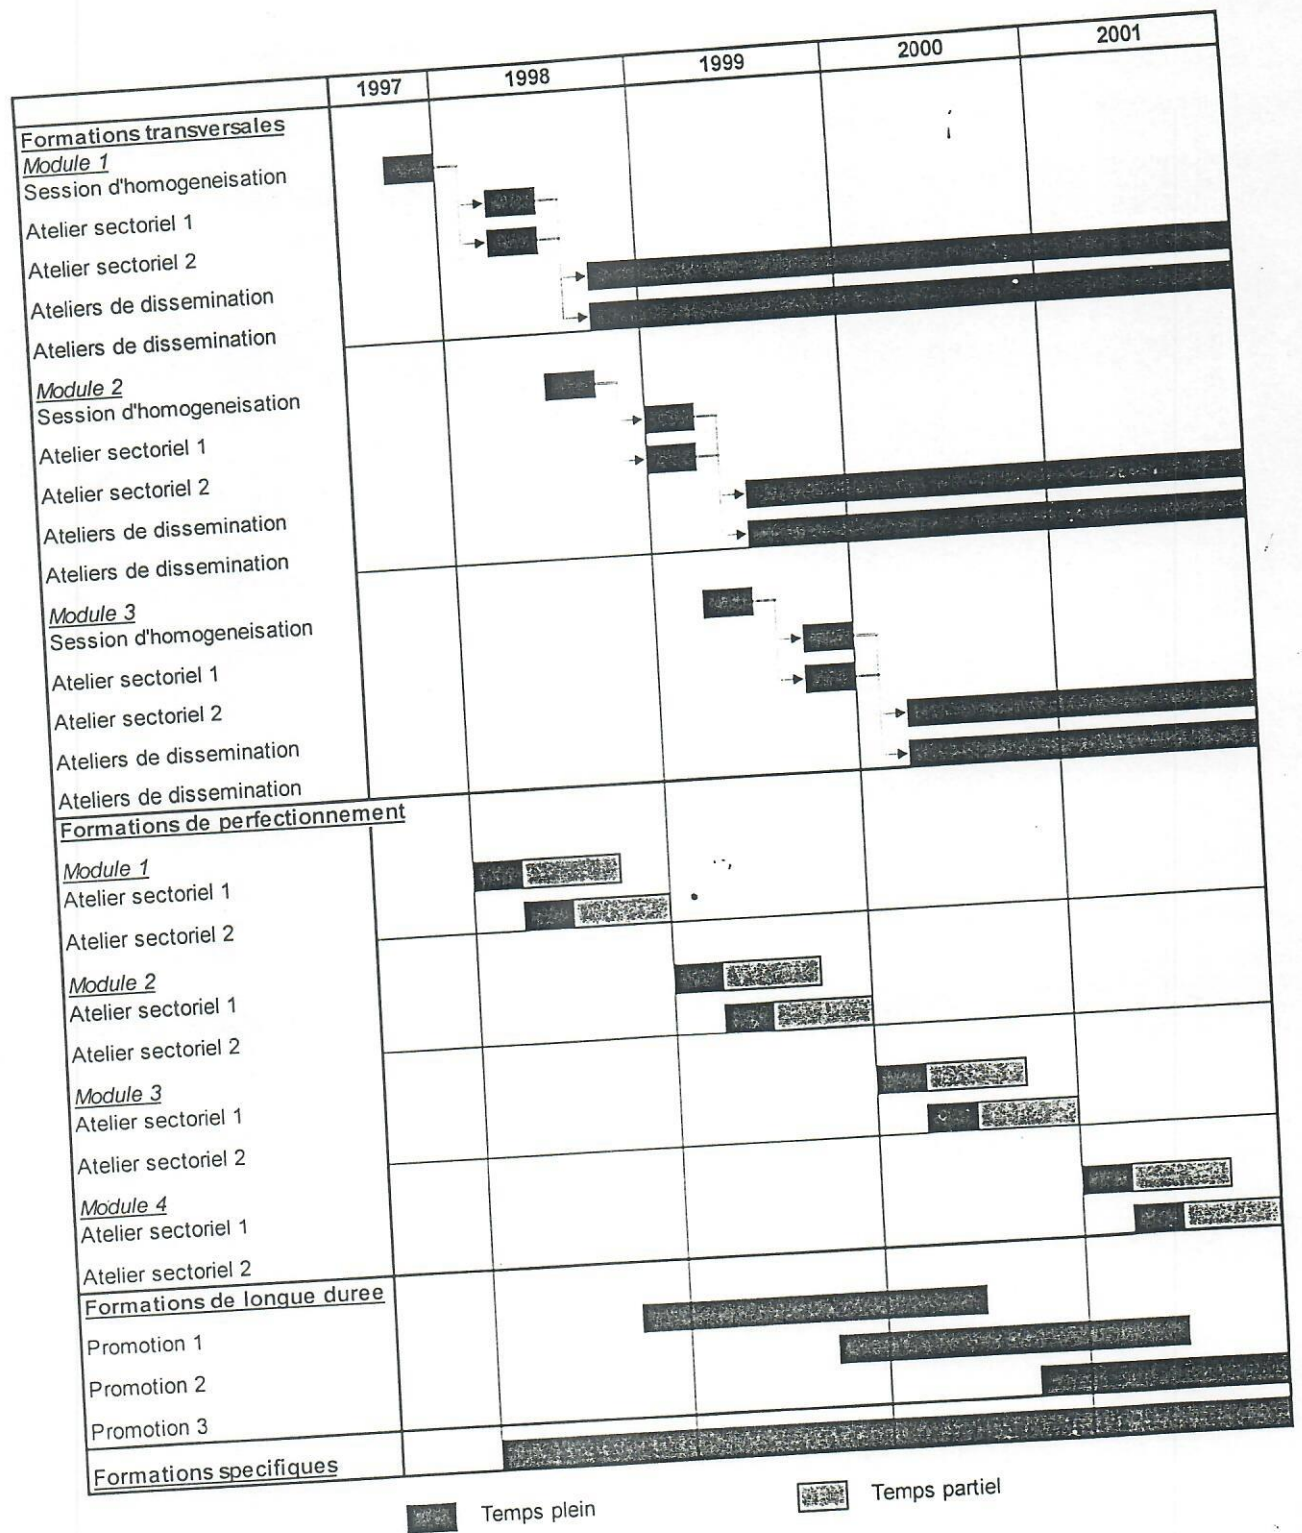 1997 1998 1999 2000 2001
Formations transversales
Module 1
Session d'homogeneisation
Atelier sectoriel 1
Atelier sectoriel 2
Ateliers de dissemination
Ateliers de dissemination
Module 2
Session d'homogeneisation
Atelier sectoriel 1
Atelier sectoriel 2
Ateliers de dissemination
Ateliers de dissemination
Module 3
Session d'homogeneisation
Atelier sectoriel 1
Atelier sectoriel 2
Ateliers de dissemination
Ateliers de dissemination
Formations de perfectionnement
Module 1
Atelier sectoriel 1
Atelier sectoriel 2
Module 2
Atelier sectoriel 1
Atelier sectoriel 2
Module 3
Atelier sectoriel 1
Atelier sectoriel 2
Module 4
Atelier sectoriel 1
Atelier sectoriel 2
Formations de longue duree
Promotion 1
Promotion 2
Promotion 3
Formations specifiques
Temps plein Temps partiel